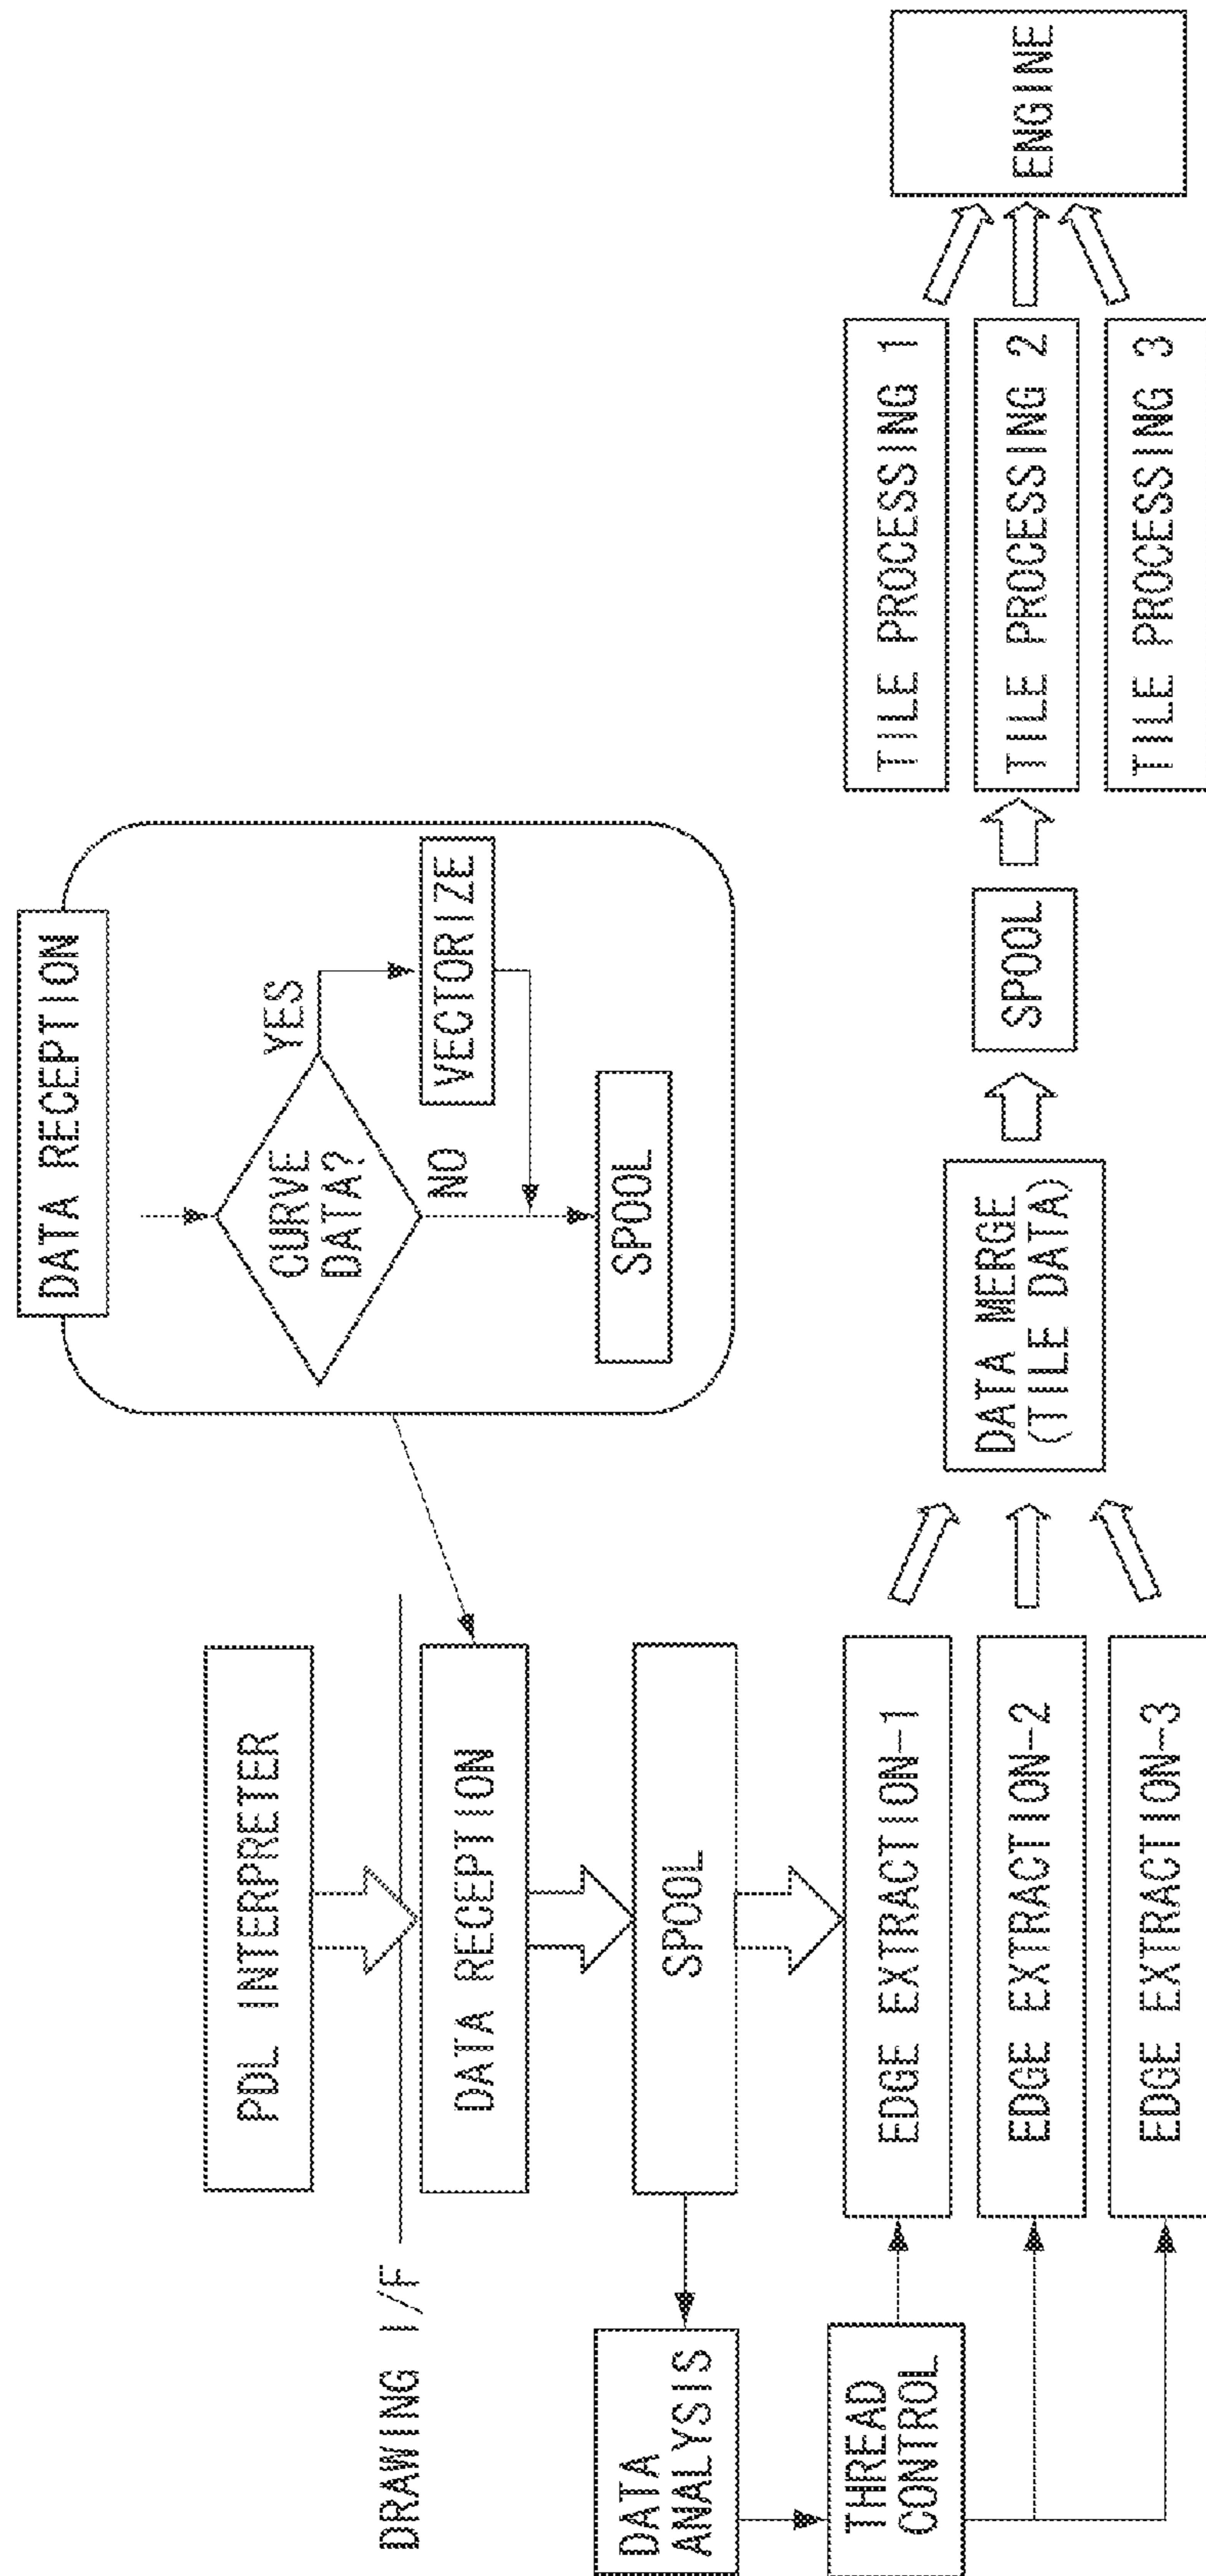 DATA RECEPTION
CURVE
DATA?
YES
NO
VECTORIZE
SPOOL
PDL INTERPRETER
DRAWING I/F
DATA RECEPTION
SPOOL
DATA
ANALYSIS
THREAD
CONTROL
EDGE EXTRACTION-1
EDGE EXTRACTION-2
EDGE EXTRACTION-3
DATA MERGE
(TILE DATA)
SPOOL
TILE PROCESSING 1
TILE PROCESSING 2
TILE PROCESSING 3
ENGINE